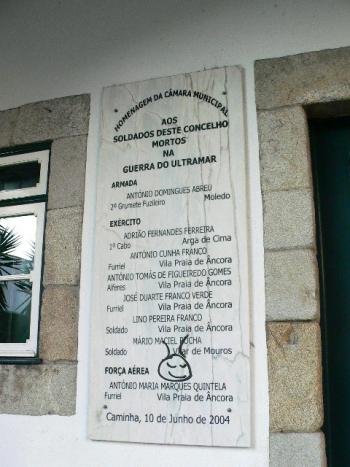 HOMENAGEM DA CÂMARA MUNICIPAL
AOS
SOLDADOS DESTE CONCELHO
MORTOS
NA
GUERRA DO ULTRAMAR
ARMADA
ANTÓNIO DOMINGUES ABREU
2º Grumete Fuzileiro Moledo
EXÉRCITO
ADRIÃO FERNANDES FERREIRA
1º Cabo Arga de Cima
ANTÓNIO CUNHA FRANCO
Furriel Vila Praia de Âncora
ANTÓNIO TOMÁS DE FIGUEIREDO GOMES
Alferes Vila Praia de Âncora
JOSÉ DUARTE FRANCO VERDE
Furriel Vila Praia de Âncora
LINO PEREIRA FRANCO
Soldado Vila Praia de Âncora
MÁRIO MACIEL ROCHA
Soldado Vilar de Mouros
FORÇA AÉREA
ANTÓNIO MARIA MARQUES QUINTELA
Furriel Vila Praia de Âncora
Caminha, 10 de Junho de 2004